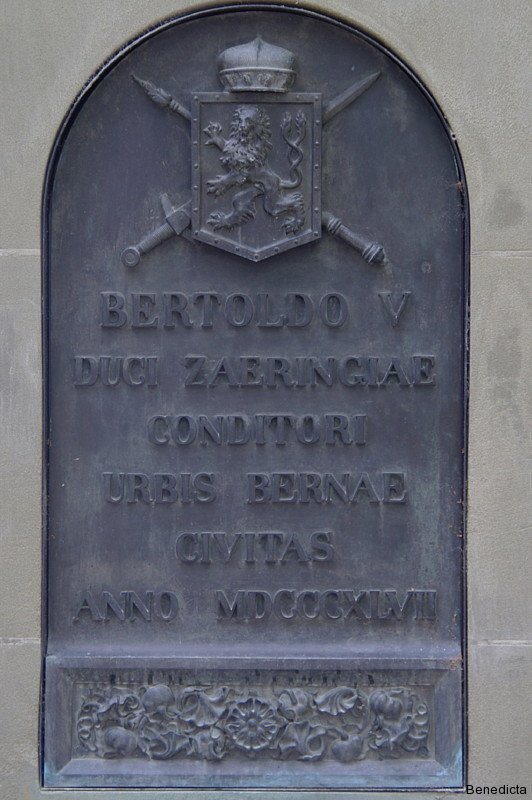 BERTOLDO V
DUCI ZAERINGIAE
CONDITORI
URBIS BERNAE
CIVITAS
ANNO MDCCCXLVII
Benedicta